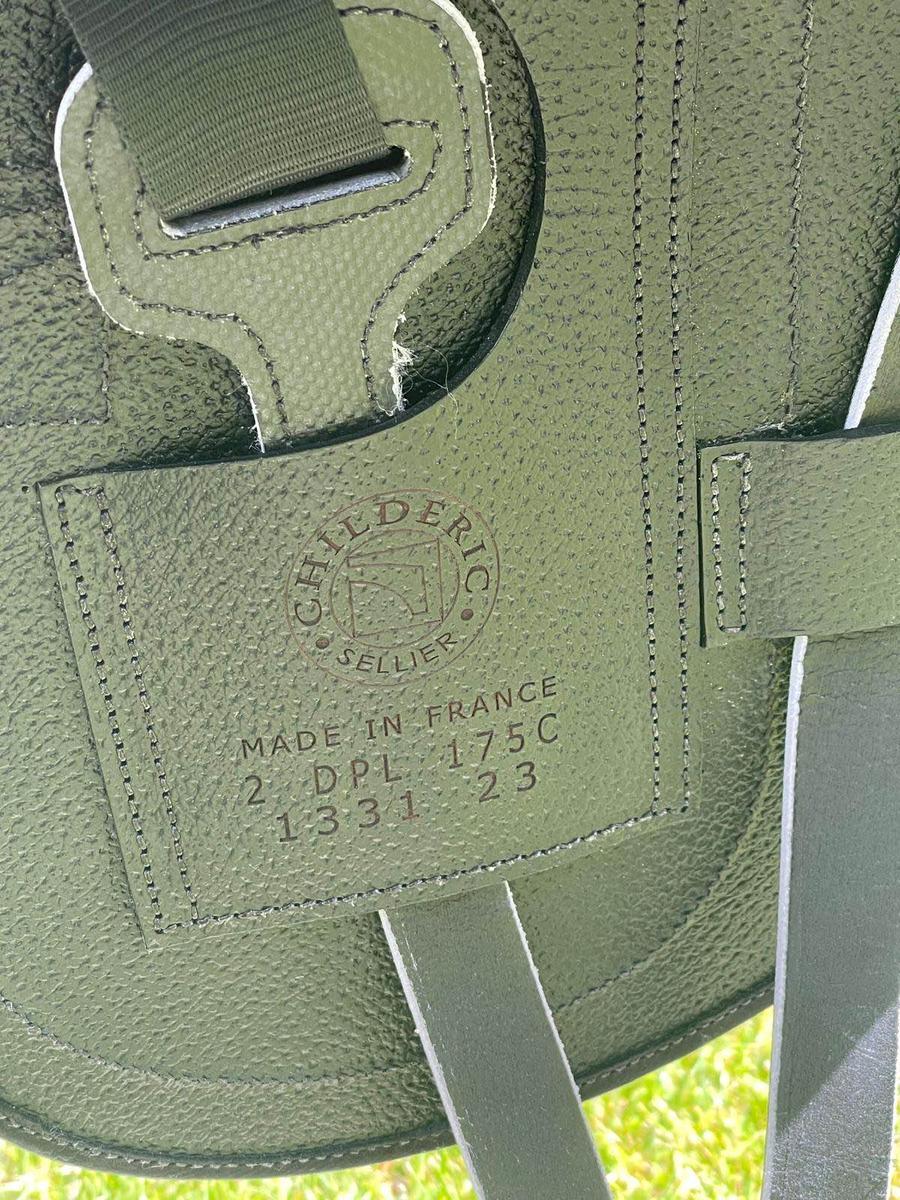 CHILDERIC
SELLIER
MADE IN FRANCE
2 DPL 175C
1331 23